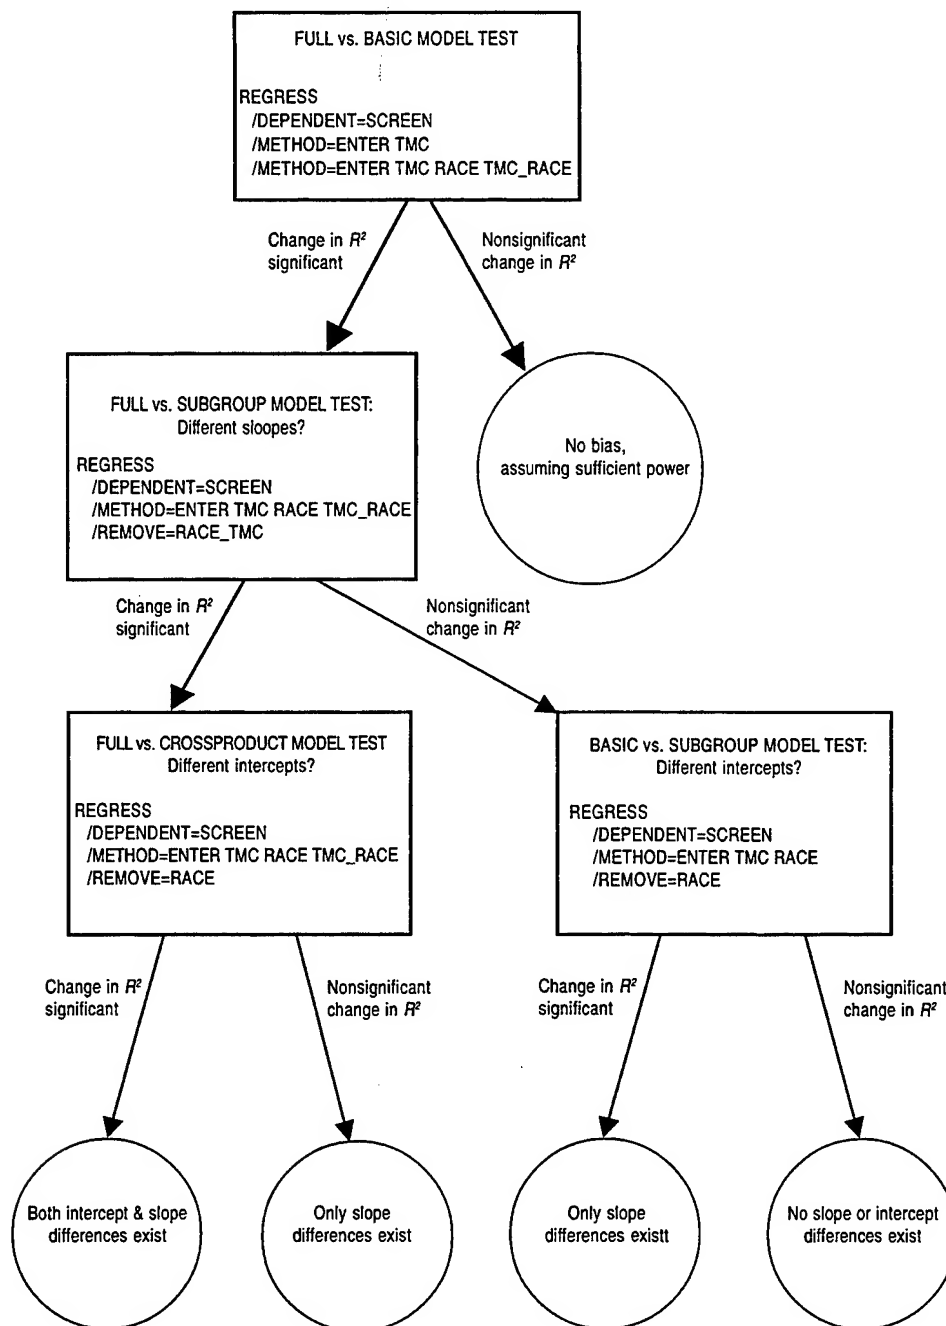 FULL vs. BASIC MODEL TEST
REGRESS
/DEPENDENT=SCREEN
/METHOD=ENTER TMC
/METHOD=ENTER TMC RACE TMC_RACE
Change in R²
significant
Nonsignificant
change in R²
FULL vs. SUBGROUP MODEL TEST:
Different sloopes?
REGRESS
/DEPENDENT=SCREEN
/METHOD=ENTER TMC RACE TMC_RACE
/REMOVE=RACE_TMC
No bias,
assuming sufficient power
Change in R²
significant
Nonsignificant
change in R²
FULL vs. CROSSPRODUCT MODEL TEST
Different intercepts?
REGRESS
/DEPENDENT=SCREEN
/METHOD=ENTER TMC RACE TMC_RACE
/REMOVE=RACE
BASIC vs. SUBGROUP MODEL TEST:
Different intercepts?
REGRESS
/DEPENDENT=SCREEN
/METHOD=ENTER TMC RACE
/REMOVE=RACE
Change in R²
significant
Nonsignificant
change in R²
Change in R²
significant
Nonsignificant
change in R²
Both intercept & slope
differences exist
Only slope
differences exist
Only slope
differences existt
No slope or intercept
differences exist